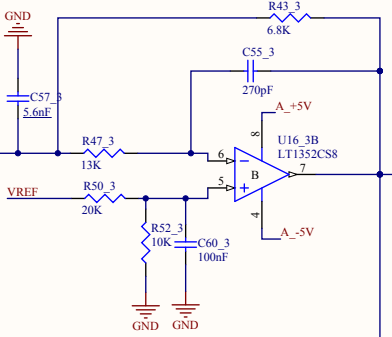 GND
R43_3
6.8K
C55_3
270pF
C57_3
5.6nF
A_+5V
8
U16_3B
LT1352CS8
R47_3
13K
6
B
7
5
VREF
R50_3
20K
4
A_-5V
R52_3
10K
C60_3
100nF
GND
GND